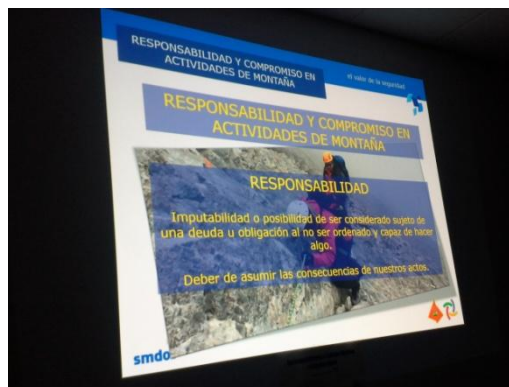 RESPONSABILIDAD Y COMPROMISO EN
ACTIVIDADES DE MONTAÑA
el valor de la seguridad
RESPONSABILIDAD Y COMPROMISO EN
ACTIVIDADES DE MONTAÑA
RESPONSABILIDAD
Imputabilidad o posibilidad de ser considerado sujeto de
una deuda u obligación al no ser ordenado y capaz de hacer
algo.
Deber de asumir las consecuencias de nuestros actos.
smdo